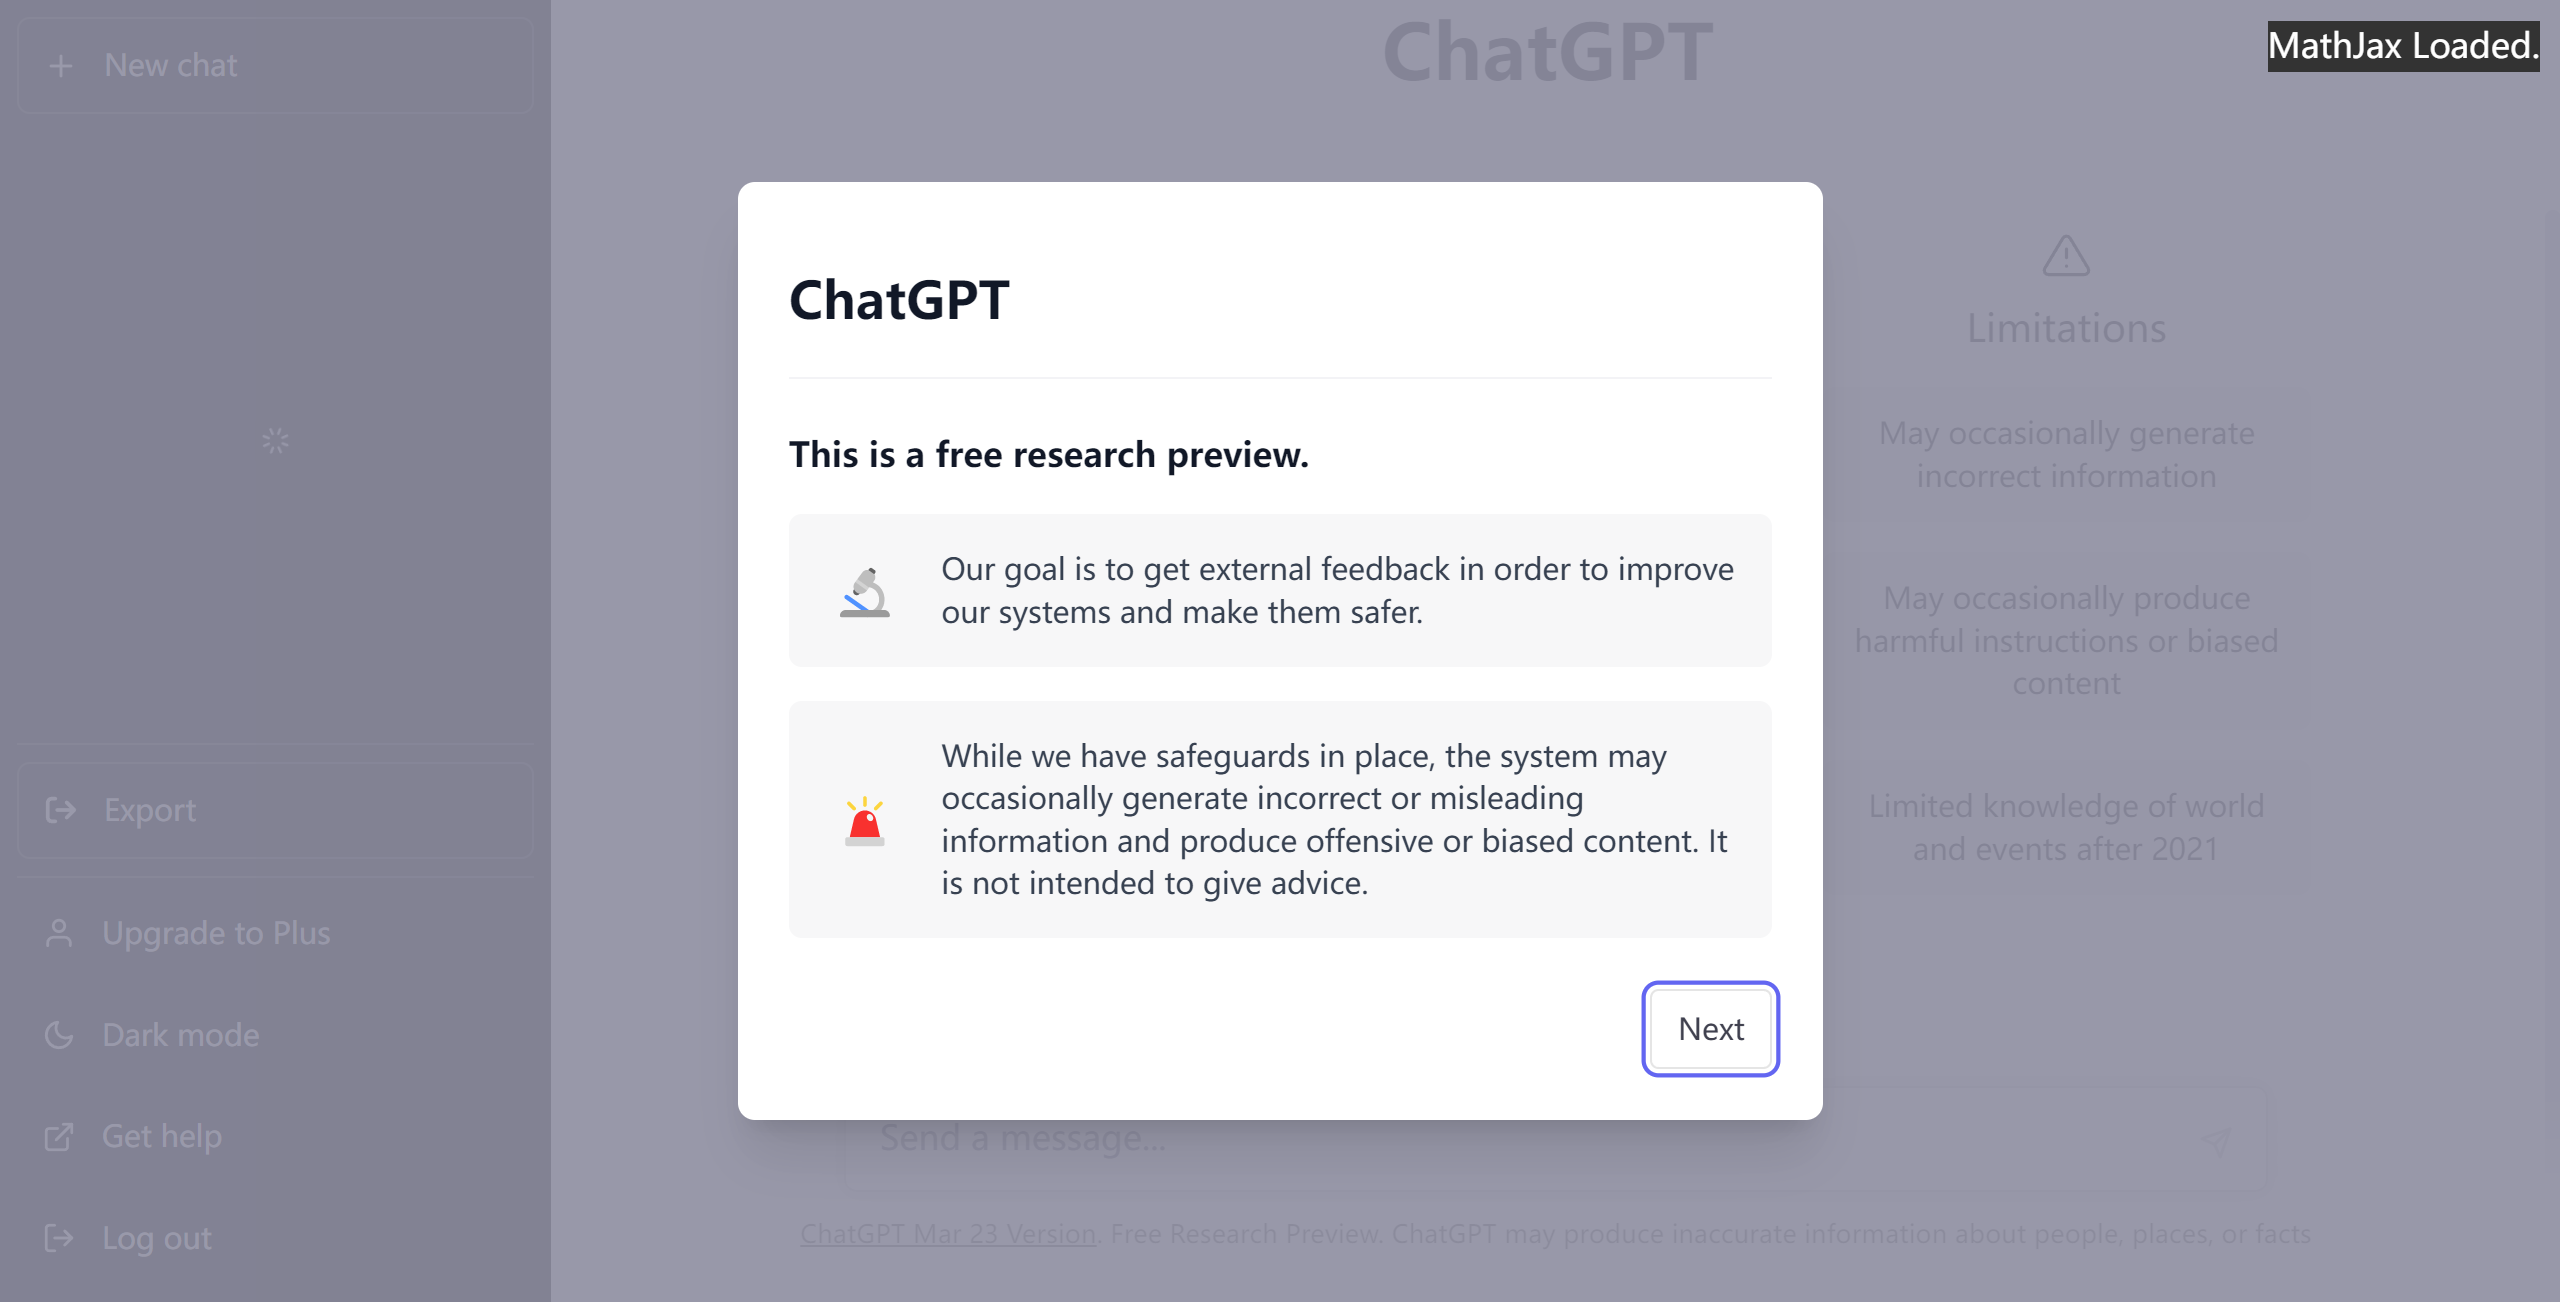 New chat
Export
Upgrade to Plus
Dark mode
Get help
Log out
ChatGPT
MathJax Loaded.
Limitations
May occasionally generate
incorrect information
May occasionally produce
harmful instructions or biased
content
Limited knowledge of world
and events after 2021
ChatGPT
This is a free research preview.
Our goal is to get external feedback in order to improve
our systems and make them safer.
While we have safeguards in place, the system may
occasionally generate incorrect or misleading
information and produce offensive or biased content. It
is not intended to give advice.
Next
Send a message...
ChatGPT Mar 23 Version. Free Research Preview. ChatGPT may produce inaccurate information about people, places, or facts